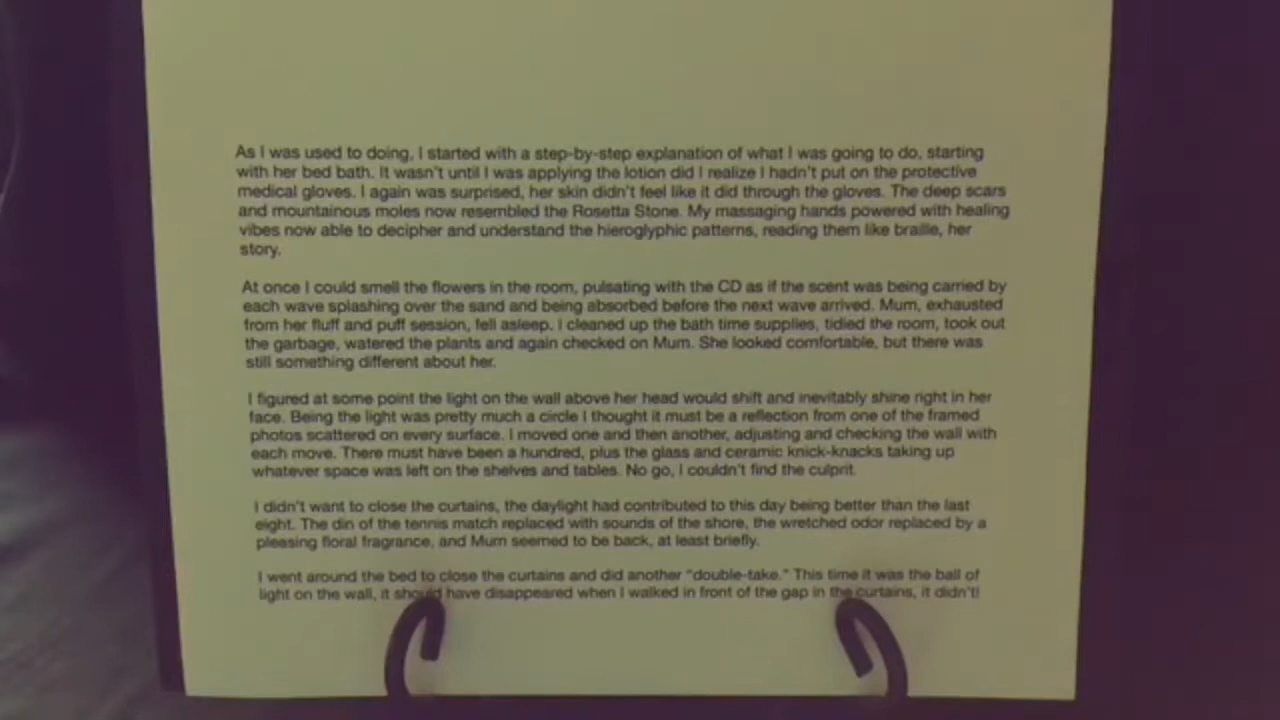 As I was used to doing, I started with a step-by-step explanation of what I was going to do, starting
with her bed bath. It wasn't until I was applying the lotion did I realize I hadn't put on the protective
medical gloves. I again was surprised, her skin didn't feel like it did through the gloves. The deep scars
and mountainous moles now resembled the Rosetta Stone. My massaging hands powered with healing
vibes now able to decipher and understand the hieroglyphic patterns, reading them like braille, her
story.
At once I could smell the flowers in the room, pulsating with the CD as if the scent was being carried by
each wave splashing over the sand and being absorbed before the next wave arrived. Mum, exhausted
from her fluff and puff session, fell asleep. I cleaned up the bath time supplies, tidied the room, took out
the garbage, watered the plants and again checked on Mum. She looked comfortable, but there was
still something different about her.
I figured at some point the light on the wall above her head would shift and inevitably shine right in her
face. Being the light was pretty much a circle I thought it must be a reflection from one of the framed
photos scattered on every surface. I moved one and then another, adjusting and checking the wall with
each move. There must have been a hundred, plus the glass and ceramic knick-knacks taking up
whatever space was left on the shelves and tables. No go, I couldn't find the culprit.
I didn't want to close the curtains, the daylight had contributed to this day being better than the last
eight. The din of the tennis match replaced with sounds of the shore, the wretched odor replaced by a
pleasing floral fragrance, and Mum seemed to be back, at least briefly.
I went around the bed to close the curtains and did another "double-take." This time it was the ball of
light on the wall, it should have disappeared when I walked in front of the gap in the curtains, it didn't!